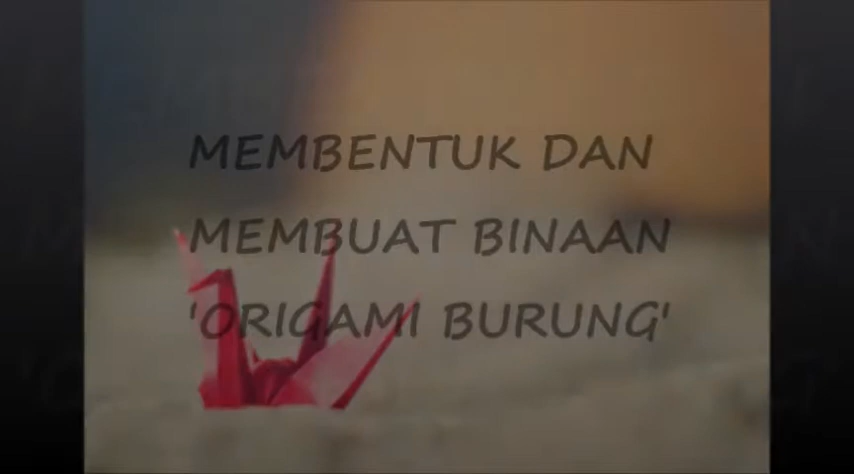 MEMBENTUK DAN
MEMBUAT BINAAN
'ORIGAMI BURUNG'